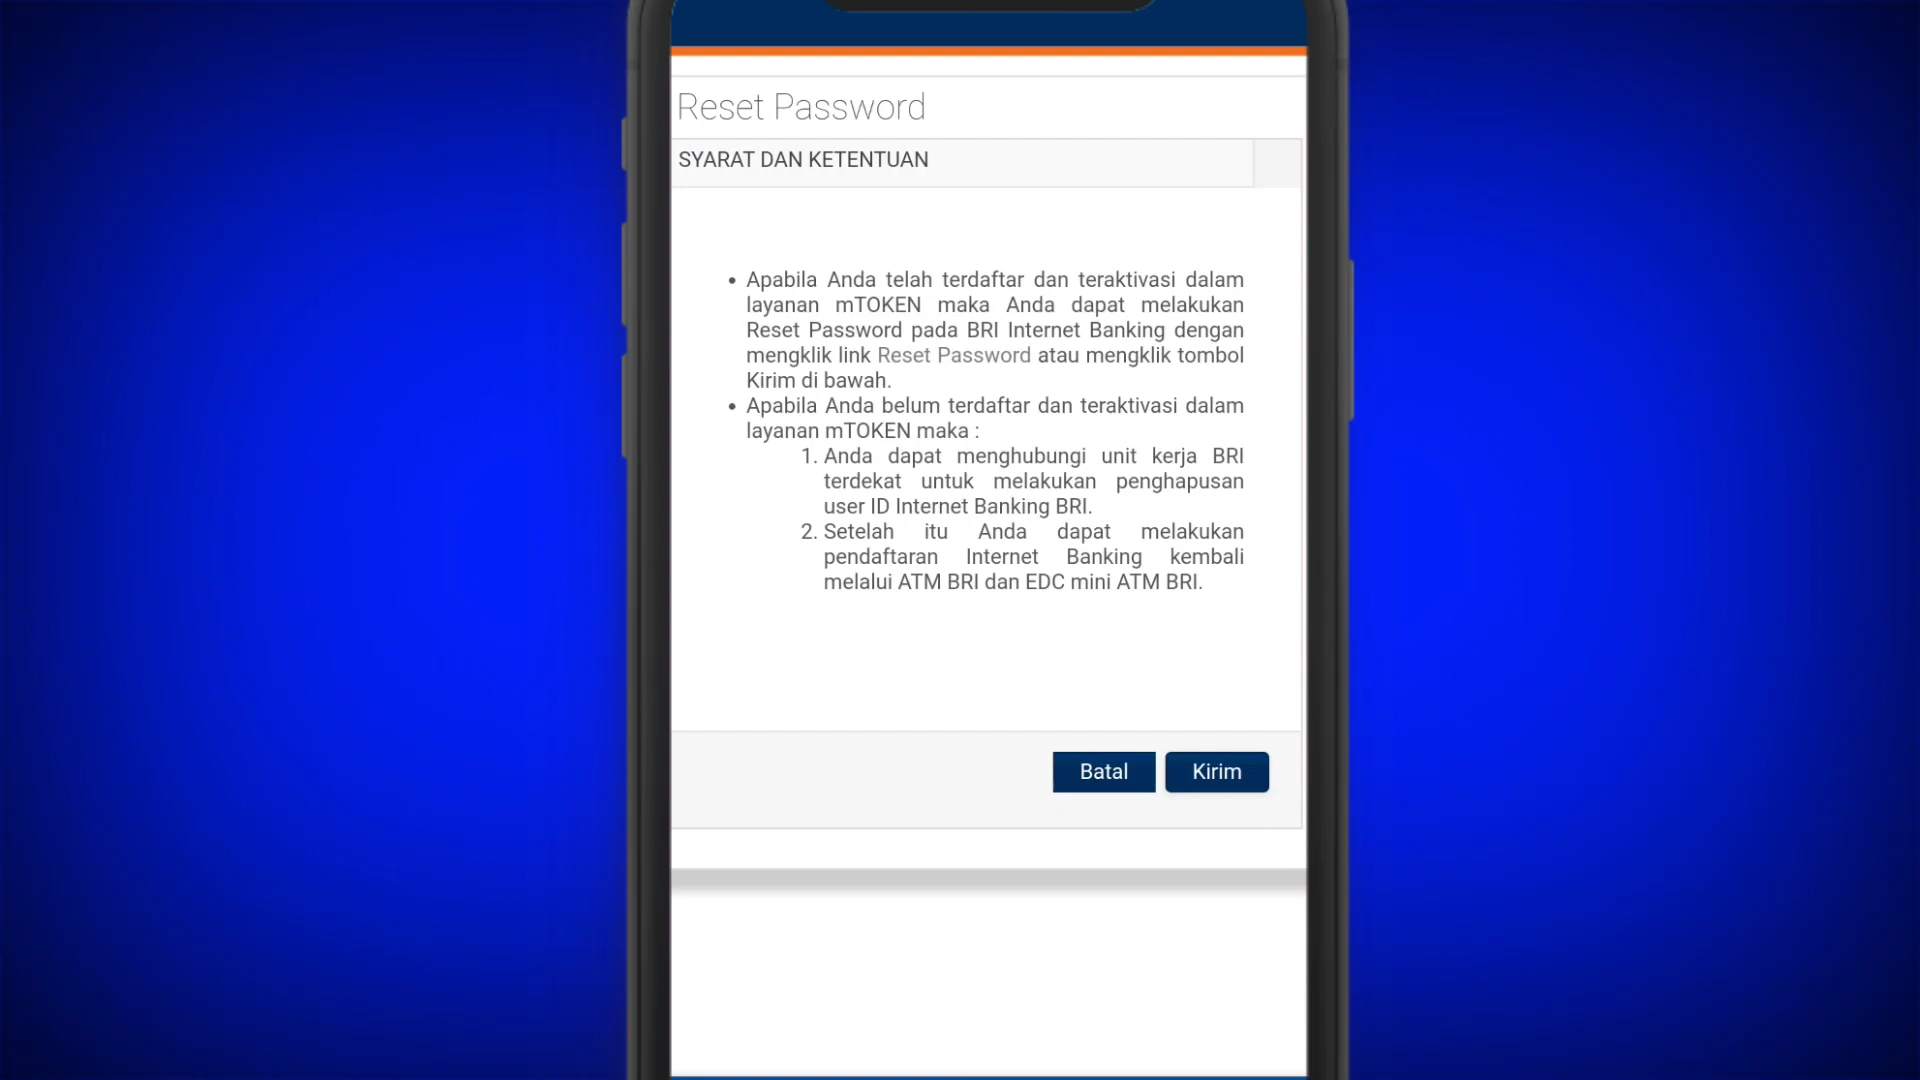 Reset Password
SYARAT DAN KETENTUAN
• Apabila Anda telah terdaftar dan teraktivasi dalam
layanan mTOKEN maka Anda dapat melakukan
Reset Password pada BRI Internet Banking dengan
mengklik link Reset Password atau mengklik tombol
Kirim di bawah.
• Apabila Anda belum terdaftar dan teraktivasi dalam
layanan mTOKEN maka :
1. Anda dapat menghubungi unit kerja BRI
terdekat untuk melakukan penghapusan
user ID Internet Banking BRI.
2. Setelah itu Anda dapat melakukan
pendaftaran Internet Banking kembali
melalui ATM BRI dan EDC mini ATM BRI.
Batal Kirim